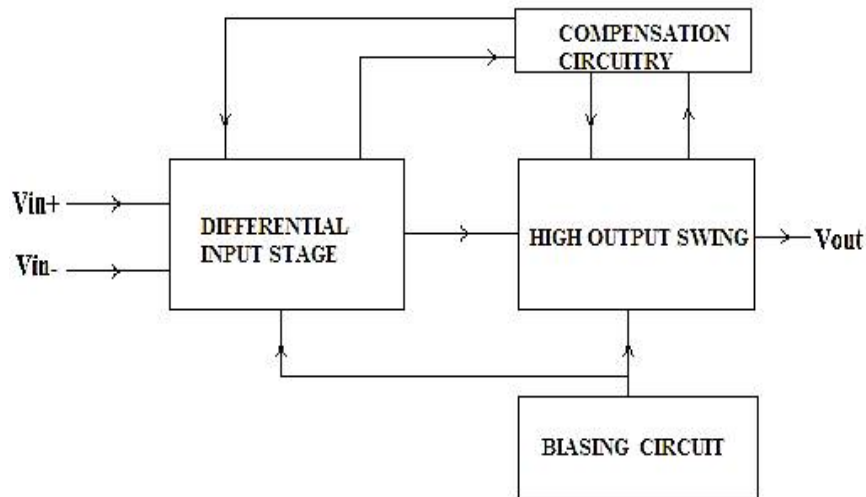 COMPENSATION
CIRCUITRY
Vin+
Vin-
DIFFERENTIAL
INPUT STAGE
HIGH OUTPUT SWING
Vout
BIASING CIRCUIT